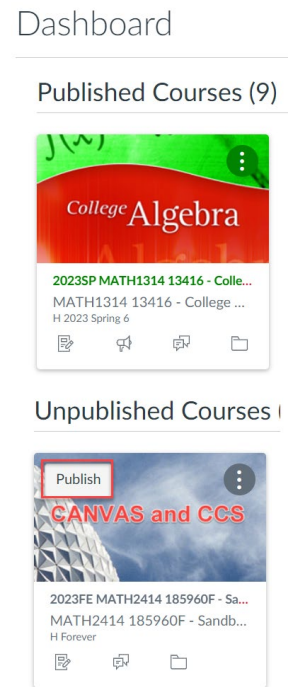 Dashboard
Published Courses (9)
f(x)
College Algebra
2023SP MATH1314 13416 - Colle...
MATH1314 13416 - College ...
H 2023 Spring 6
Unpublished Courses (
Publish
CANVAS and CCS
2023FE MATH2414 185960F - Sa...
MATH2414 185960F - Sandb...
H Forever